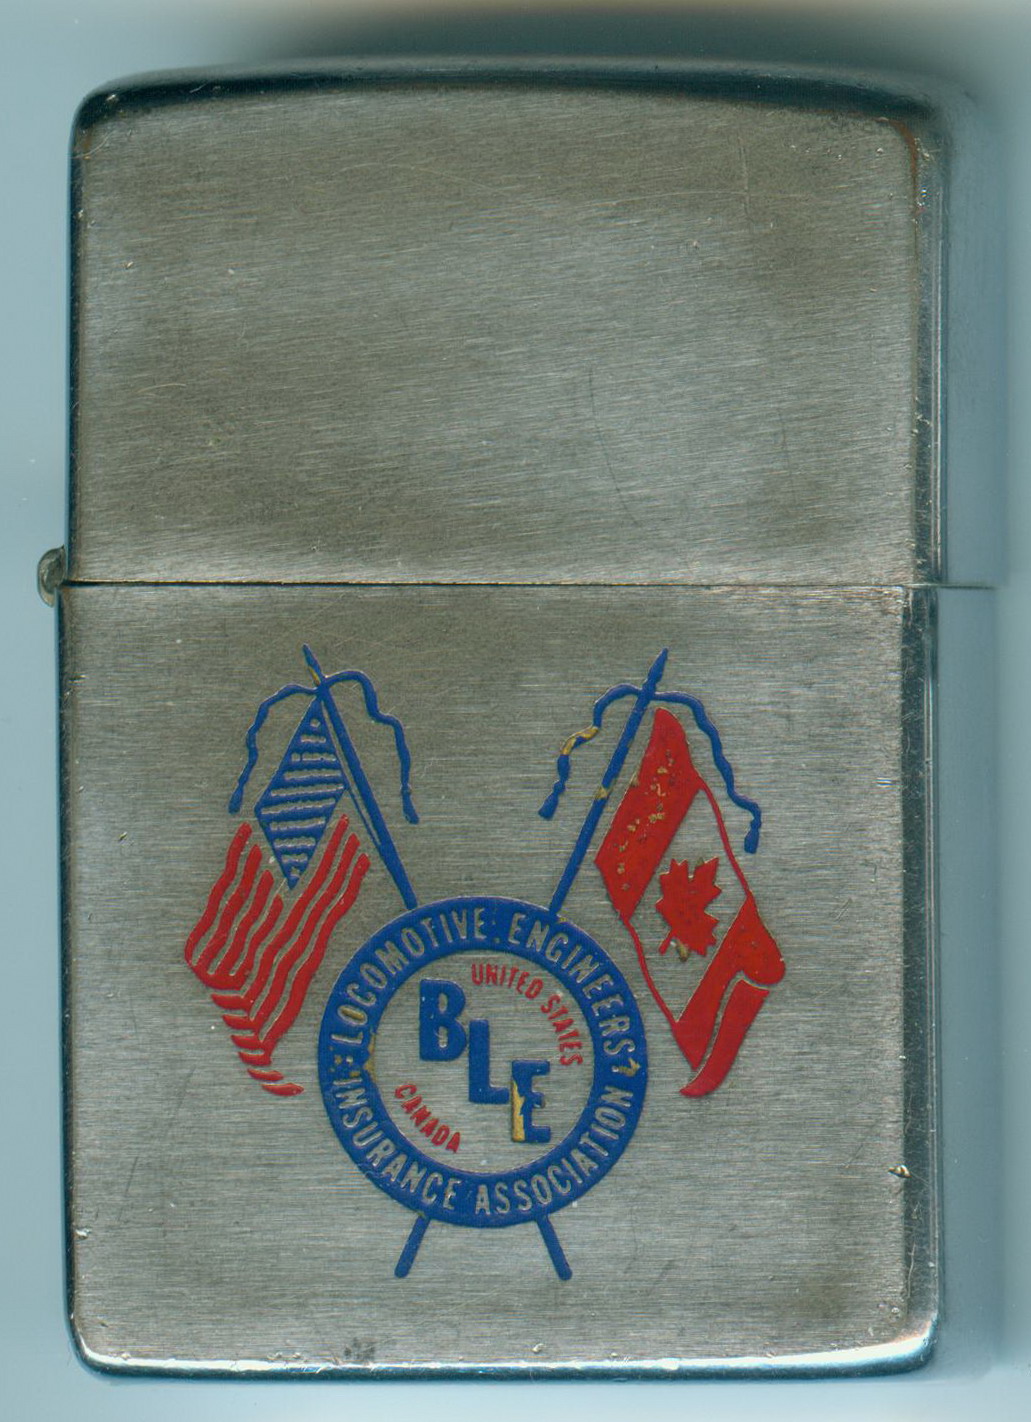 LOCOMOTIVE ENGINEERS
UNITED STATES
BLE
CANADA
INSURANCE ASSOCIATION